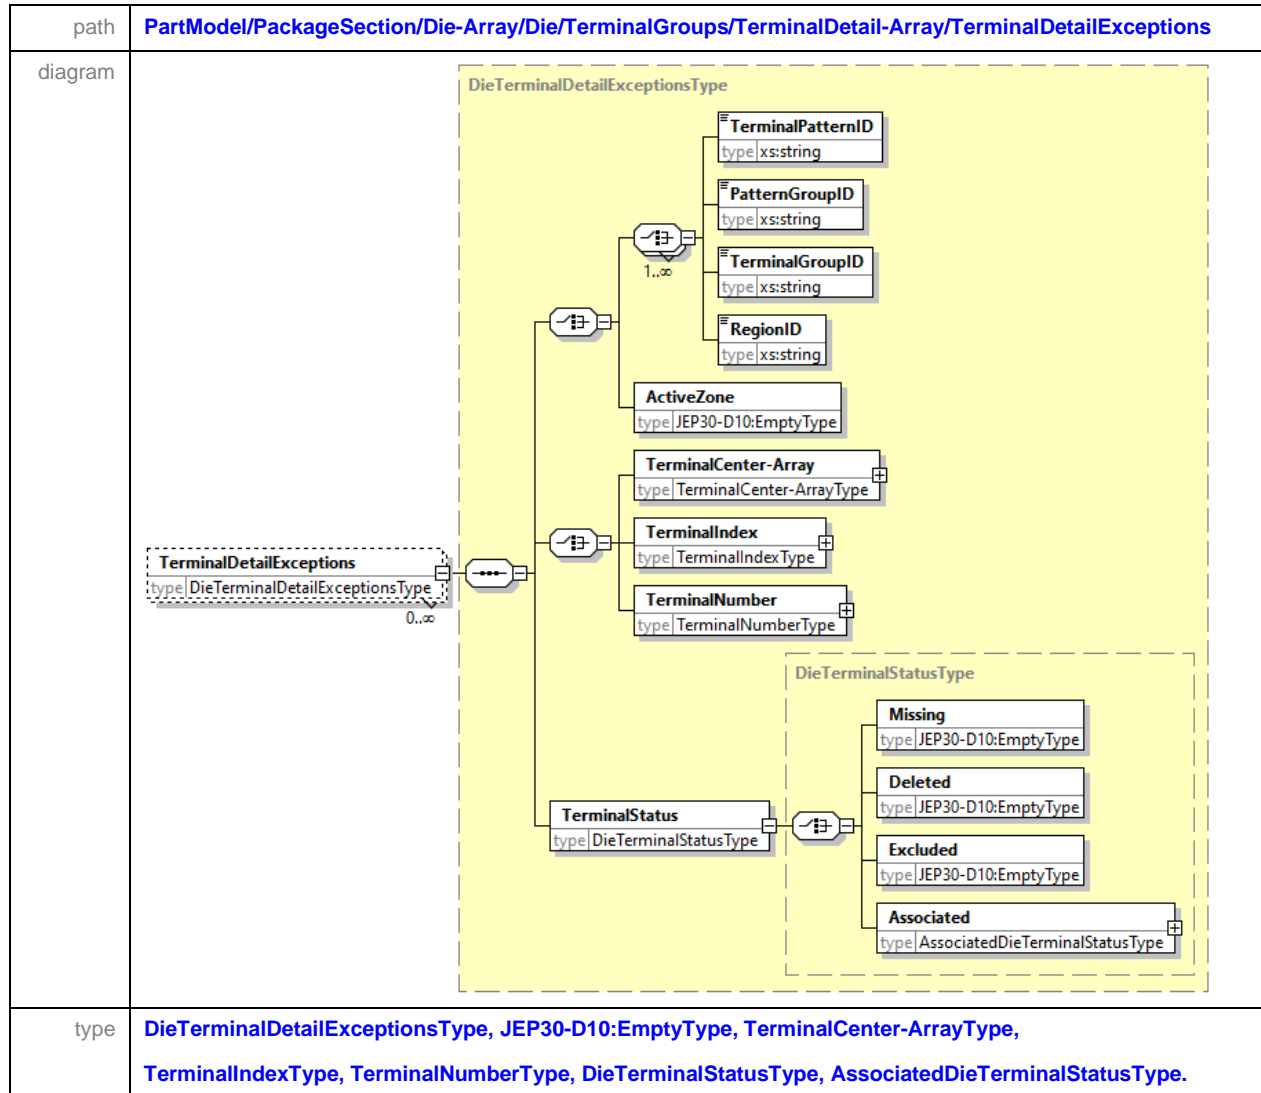 path
PartModel/PackageSection/Die-Array/Die/TerminalGroups/TerminalDetail-Array/TerminalDetailExceptions
diagram
DieTerminalDetailExceptionsType
TerminalPatternID
type xs:string
PatternGroupID
type xs:string
1..∞
TerminalGroupID
type xs:string
RegionID
type xs:string
ActiveZone
type JEP30-D10:EmptyType
TerminalCenter-Array
type TerminalCenter-ArrayType
TerminalIndex
type TerminalIndexType
TerminalDetailExceptions
type DieTerminalDetailExceptionsType
0..∞
TerminalNumber
type TerminalNumberType
DieTerminalStatusType
Missing
type JEP30-D10:EmptyType
Deleted
type JEP30-D10:EmptyType
TerminalStatus
type DieTerminalStatusType
Excluded
type JEP30-D10:EmptyType
Associated
type AssociatedDieTerminalStatusType
type
DieTerminalDetailExceptionsType, JEP30-D10:EmptyType, TerminalCenter-ArrayType,
TerminalIndexType, TerminalNumberType, DieTerminalStatusType, AssociatedDieTerminalStatusType.